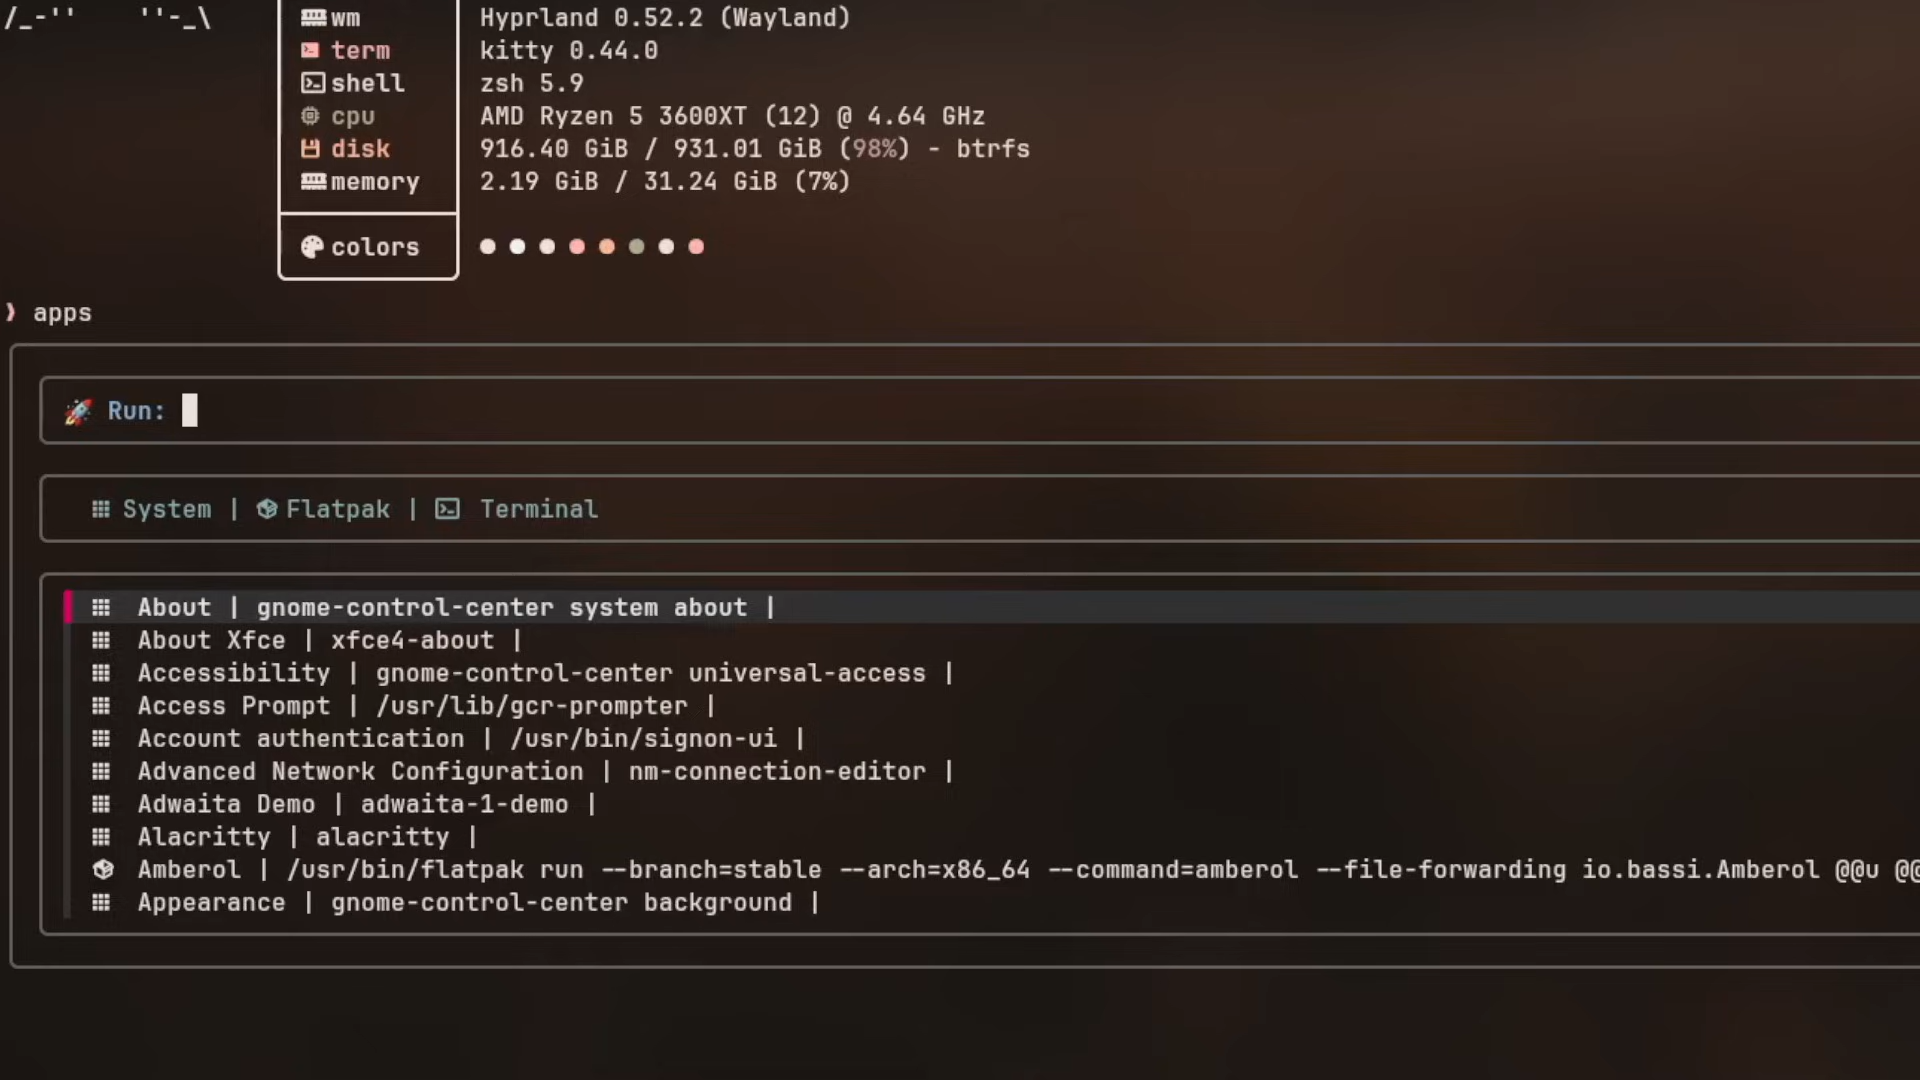 /_-''    ''-_\
wm Hyprland 0.52.2 (Wayland)
term kitty 0.44.0
shell zsh 5.9
cpu AMD Ryzen 5 3600XT (12) @ 4.64 GHz
disk 916.40 GiB / 931.01 GiB (98%) - btrfs
memory 2.19 GiB / 31.24 GiB (7%)
colors
❯ apps
🚀 Run:
System | Flatpak | Terminal
About | gnome-control-center system about |
About Xfce | xfce4-about |
Accessibility | gnome-control-center universal-access |
Access Prompt | /usr/lib/gcr-prompter |
Account authentication | /usr/bin/signon-ui |
Advanced Network Configuration | nm-connection-editor |
Adwaita Demo | adwaita-1-demo |
Alacritty | alacritty |
Amberol | /usr/bin/flatpak run --branch=stable --arch=x86_64 --command=amberol --file-forwarding io.bassi.Amberol @@u @@
Appearance | gnome-control-center background |